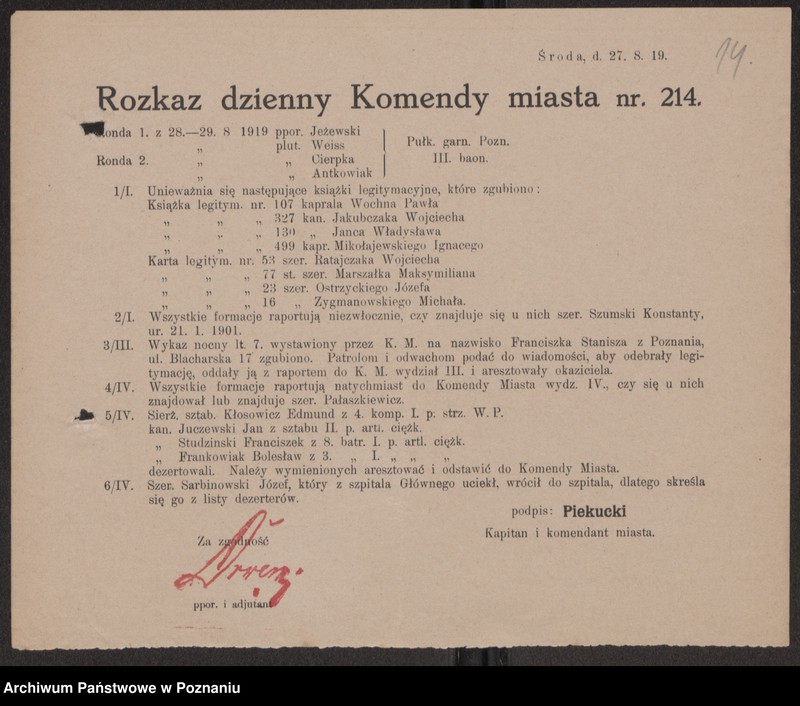 Środa, d. 27. 8. 19.
14.
Rozkaz dzienny Komendy miasta nr. 214.
Ronda 1. z 28.—29. 8 1919 ppor. Jeżewski
„ plut. Weiss Pułk. garn. Pozn.
Ronda 2. „ „ Cierpka III. baon.
„ „ Antkowiak
1/I. Unieważnia się następujące książki legitymacyjne, które zgubiono:
Książka legitym. nr. 107 kaprala Wochna Pawła
„ „ „ 327 kan. Jakubczaka Wojciecha
„ „ „ 130 „ Janca Władysława
„ „ „ 499 kapr. Mikołajewskiego Ignacego
Karta legitym. nr. 53 szer. Ratajczaka Wojciecha
„ „ „ 77 st. szer. Marszałka Maksymiliana
„ „ „ 23 szer. Ostrzyckiego Józefa
„ „ „ 16 „ Zygmanowskiego Michała.
2/I. Wszystkie formacje raportują niezwłocznie, czy znajduje się u nich szer. Szumski Konstanty,
ur. 21. 1. 1901.
3/III. Wykaz nocny lt. 7. wystawiony przez K. M. na nazwisko Franciszka Stanisza z Poznania,
ul. Blacharska 17 zgubiono. Patrolom i odwachom podać do wiadomości, aby odebrały legi-
tymację, oddały ją z raportem do K. M. wydział III. i aresztowały okaziciela.
4/IV. Wszystkie formacje raportują natychmiast do Komendy Miasta wydz. IV., czy się u nich
znajdował lub znajduje szer. Pałaszkiewicz.
5/IV. Sierż. sztab. Kłosowicz Edmund z 4. komp. I. p. strz. W. P.
kan. Juczewski Jan z sztabu II. p. artl. ciężk.
„ Studzinski Franciszek z 8. batr. I. p. artl. ciężk.
„ Frankowiak Bolesław z 3. „ I. „ „ „
dezertowali. Należy wymienionych aresztować i odstawić do Komendy Miasta.
6/IV. Szer. Sarbinowski Józef, który z szpitala Głównego uciekł, wrócił do szpitala, dlatego skreśla
się go z listy dezerterów.
podpis: Piekucki
Kapitan i komendant miasta.
Za zgodność
ppor. i adjutant
Archiwum Państwowe w Poznaniu